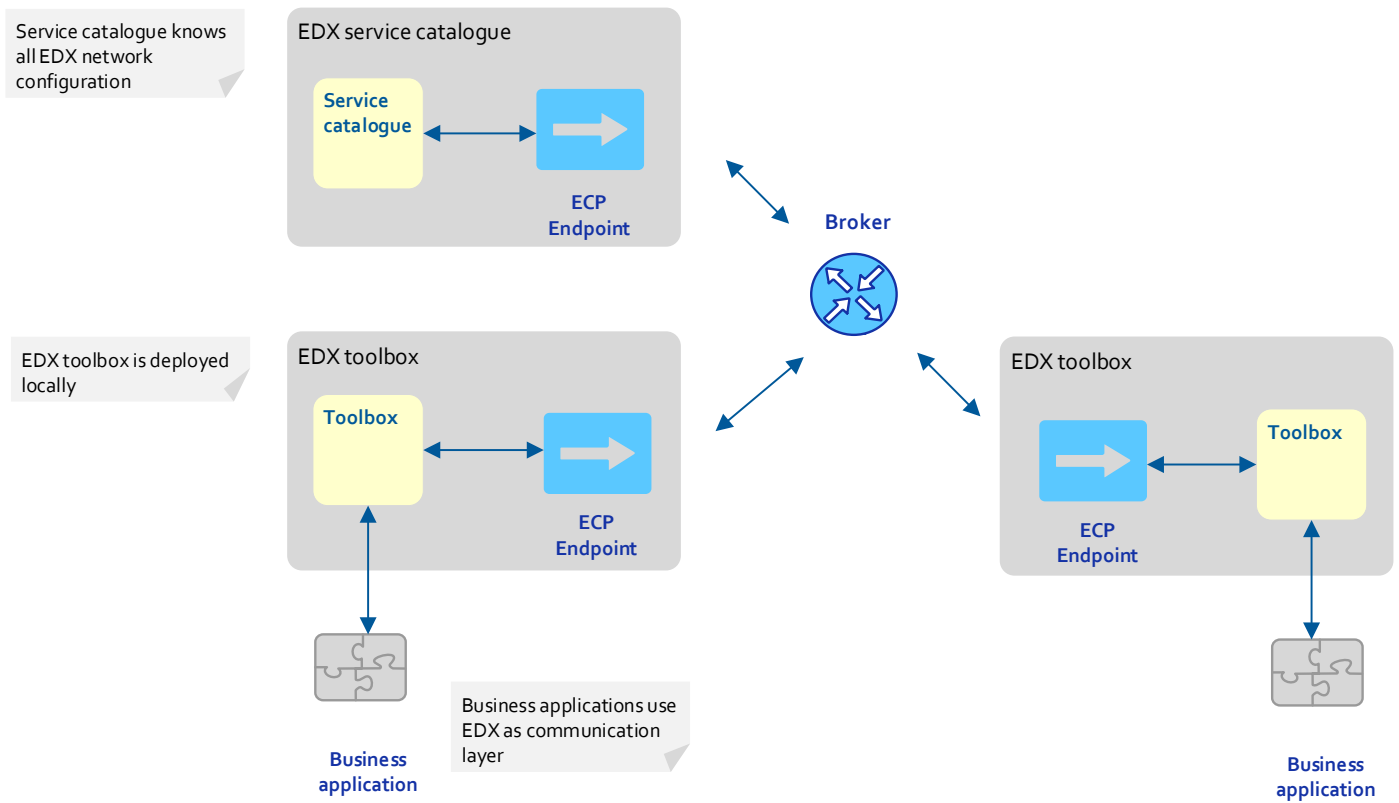 Service catalogue knows
all EDX network
configuration
EDX service catalogue
Service
catalogue
ECP
Endpoint
Broker
EDX toolbox is deployed
locally
EDX toolbox
Toolbox
ECP
Endpoint
EDX toolbox
Toolbox
ECP
Endpoint
Business applications use
EDX as communication
layer
Business
application
Business
application